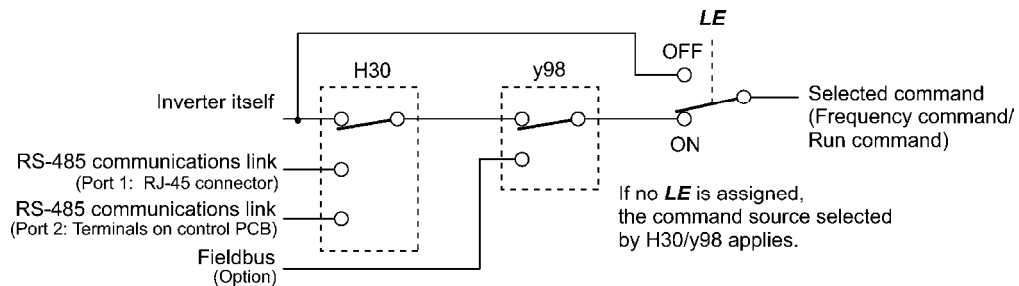 LE
OFF
H30
y98
Inverter itself
Selected command
(Frequency command/
Run command)
ON
RS-485 communications link
(Port 1: RJ-45 connector)
RS-485 communications link
(Port 2: Terminals on control PCB)
If no LE is assigned,
the command source selected
by H30/y98 applies.
Fieldbus
(Option)